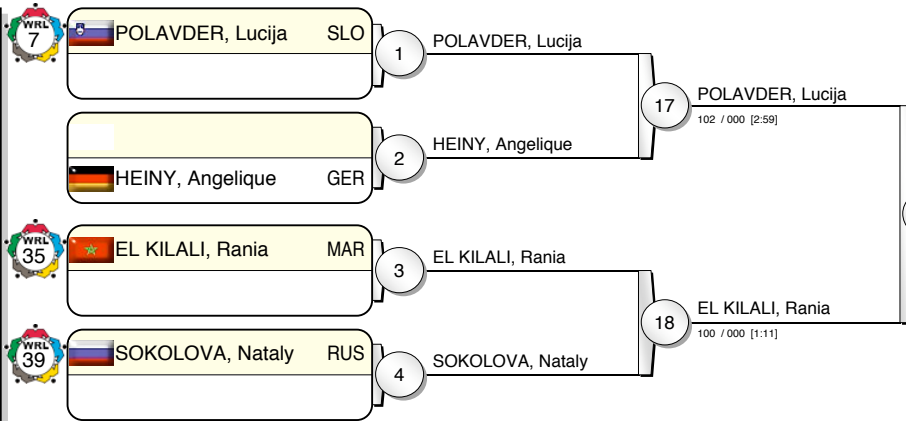 WRL
7
POLAVDER, Lucija SLO
1
POLAVDER, Lucija
17
POLAVDER, Lucija
102 / 000 [2:59]
2
HEINY, Angelique
HEINY, Angelique GER
WRL
35
EL KILALI, Rania MAR
3
EL KILALI, Rania
18
EL KILALI, Rania
100 / 000 [1:11]
WRL
39
SOKOLOVA, Nataly RUS
4
SOKOLOVA, Nataly